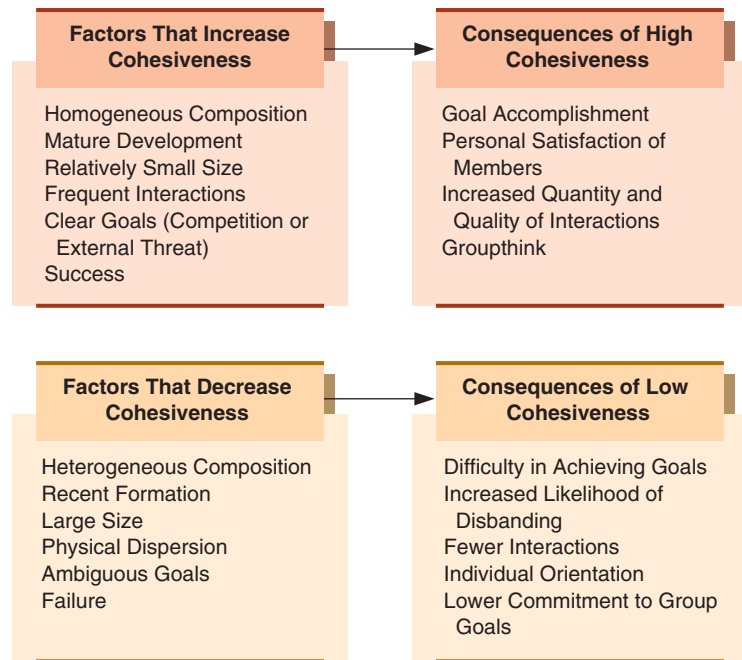 Factors That Increase
Cohesiveness
Homogeneous Composition
Mature Development
Relatively Small Size
Frequent Interactions
Clear Goals (Competition or
External Threat)
Success
Consequences of High
Cohesiveness
Goal Accomplishment
Personal Satisfaction of
Members
Increased Quantity and
Quality of Interactions
Groupthink
Factors That Decrease
Cohesiveness
Heterogeneous Composition
Recent Formation
Large Size
Physical Dispersion
Ambiguous Goals
Failure
Consequences of Low
Cohesiveness
Difficulty in Achieving Goals
Increased Likelihood of
Disbanding
Fewer Interactions
Individual Orientation
Lower Commitment to Group
Goals